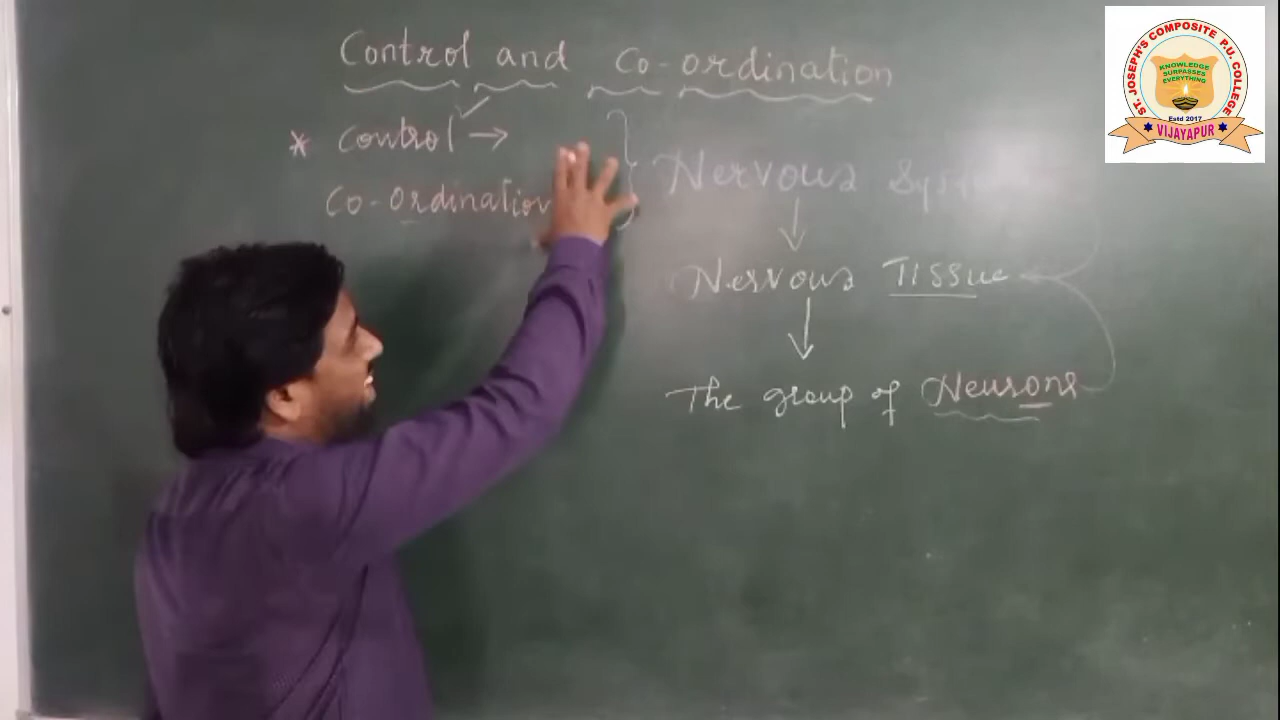 Control and Co-ordination
* Control →
Co-ordination
Nervous Sys
↓
Nervous Tissue
↓
The group of Neurons
ST. JOSEPH'S COMPOSITE P.U. COLLEGE
KNOWLEDGE
SURPASSES
EVERYTHING
Estd 2017
VIJAYAPUR